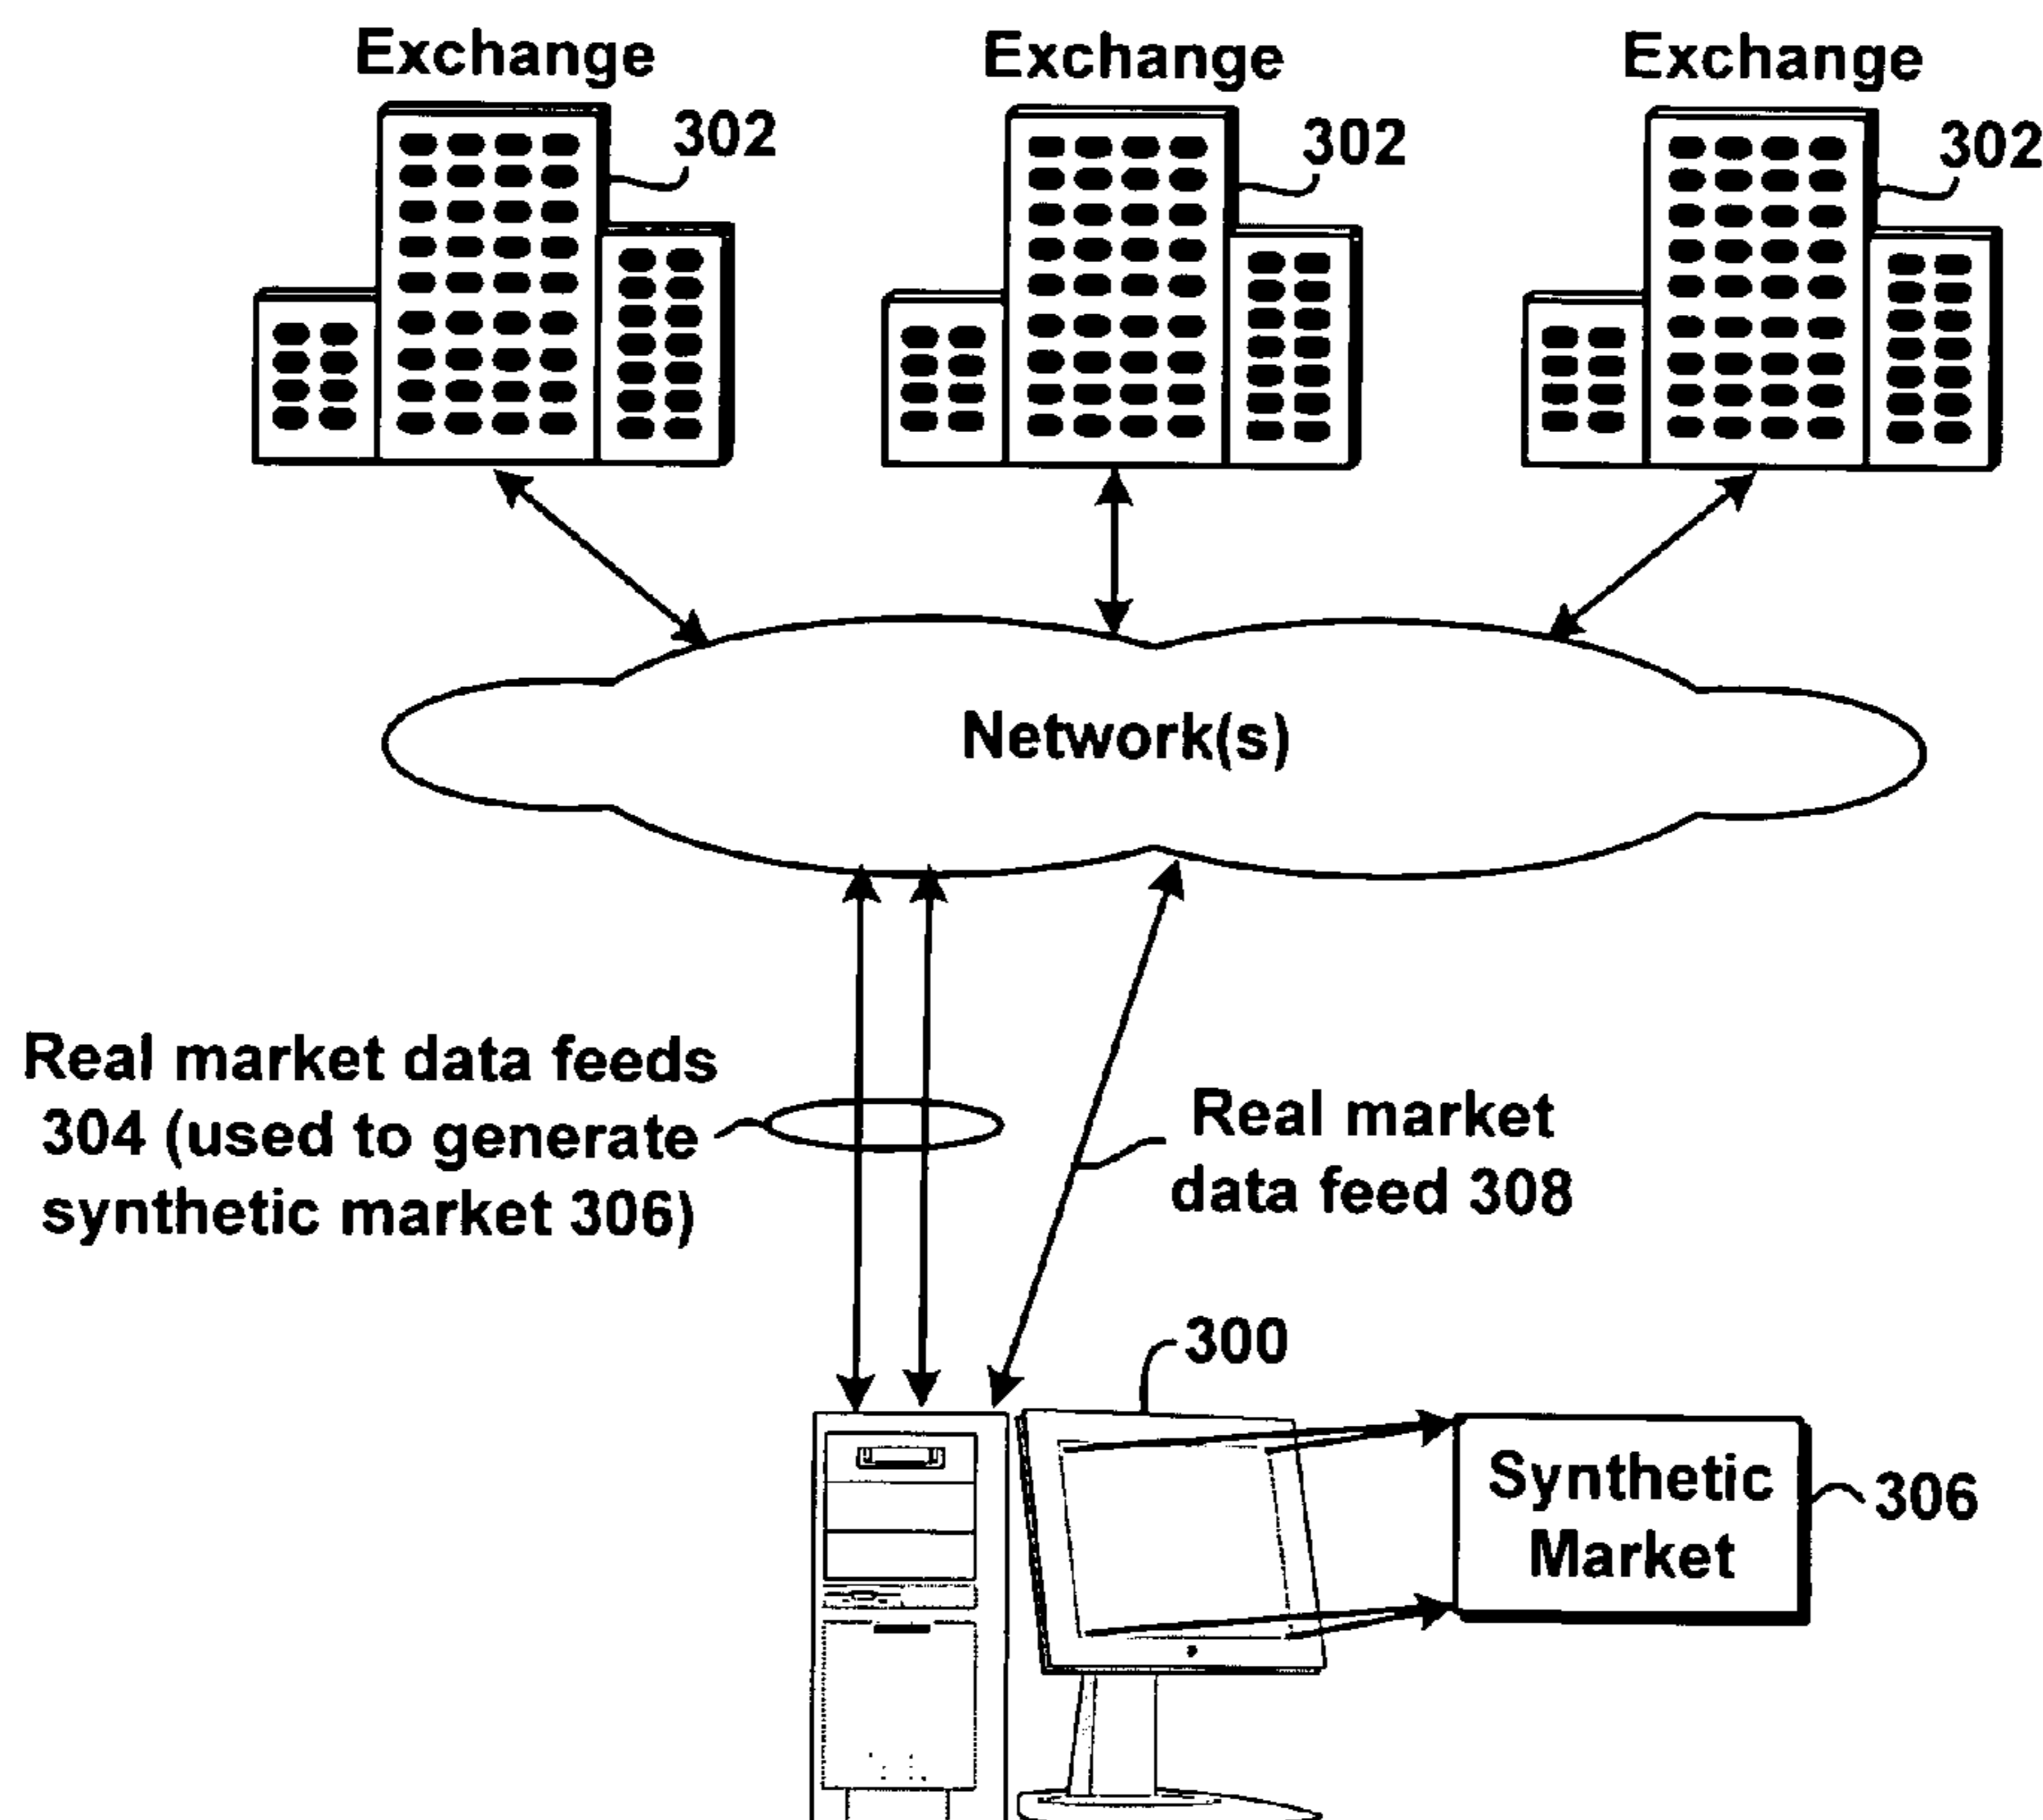 Exchange
Exchange
Exchange
302
302
302
Network(s)
Real market data feeds
304 (used to generate
synthetic market 306)
Real market
data feed 308
300
Synthetic
Market
306